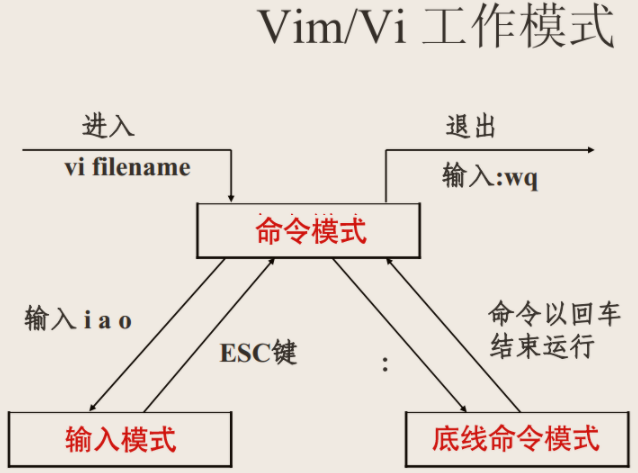 Vim/Vi 工作模式
进入
vi filename
退出
输入:wq
命令模式
输入 i a o
ESC键
:
命令以回车
结束运行
输入模式
底线命令模式